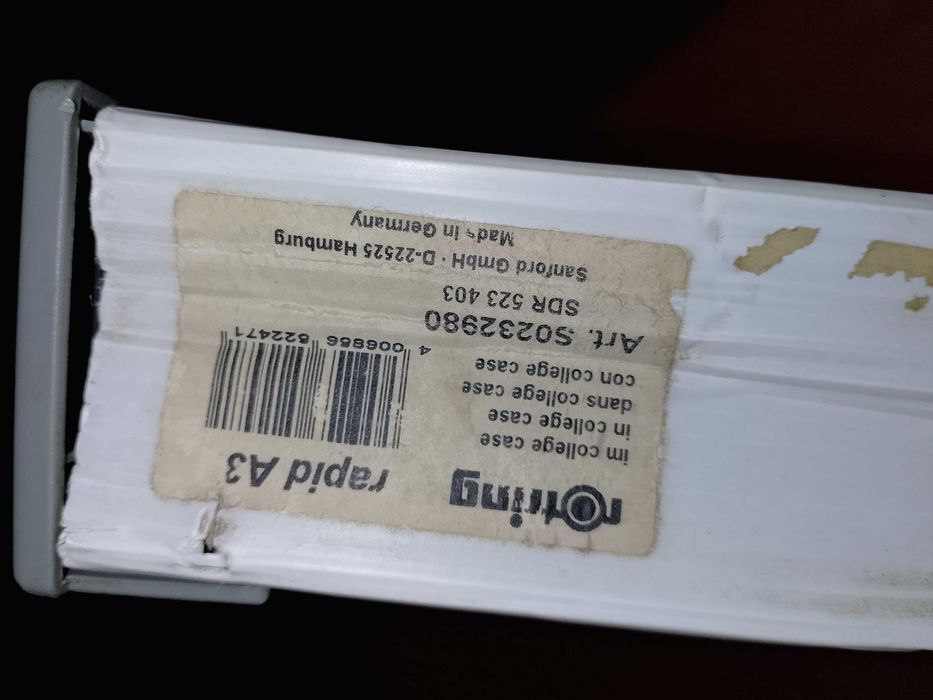 rotring rapid A3
im college case
in college case
dans college case
con college case
4 006856 522471
Art. S0232980
SDR 523 403
Sanford GmbH · D-22525 Hamburg
Made in Germany